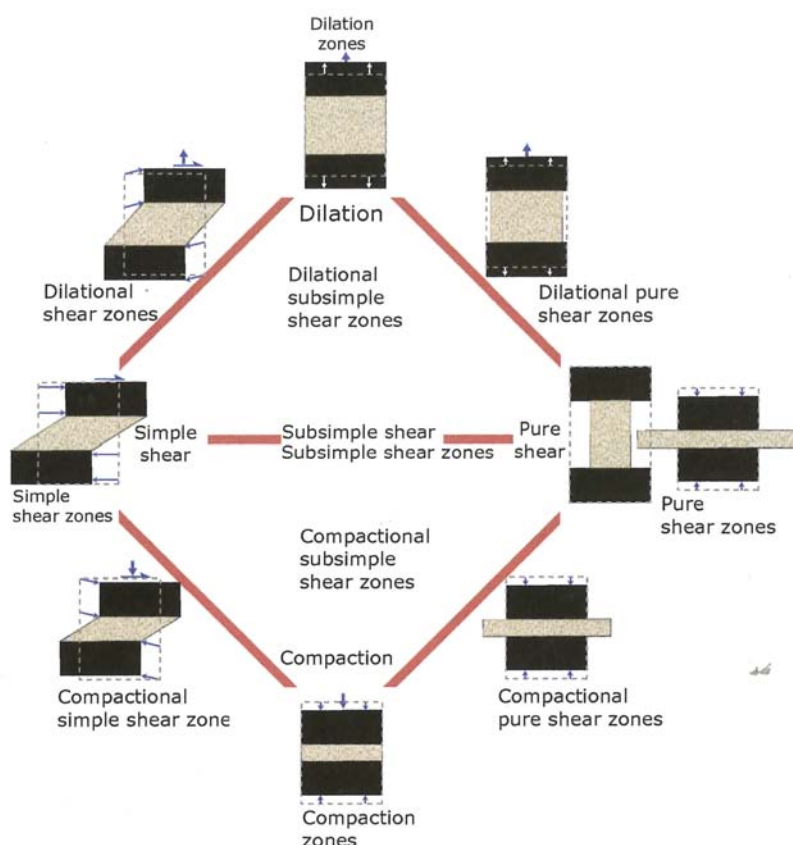 Dilation
zones
Dilation
Dilational
shear zones
Dilational
subsimple
shear zones
Dilational pure
shear zones
Simple
shear
Subsimple shear
Subsimple shear zones
Pure
shear
Simple
shear zones
Pure
shear zones
Compactional
subsimple
shear zones
Compaction
Compactional
simple shear zone
Compactional
pure shear zones
Compaction
zones